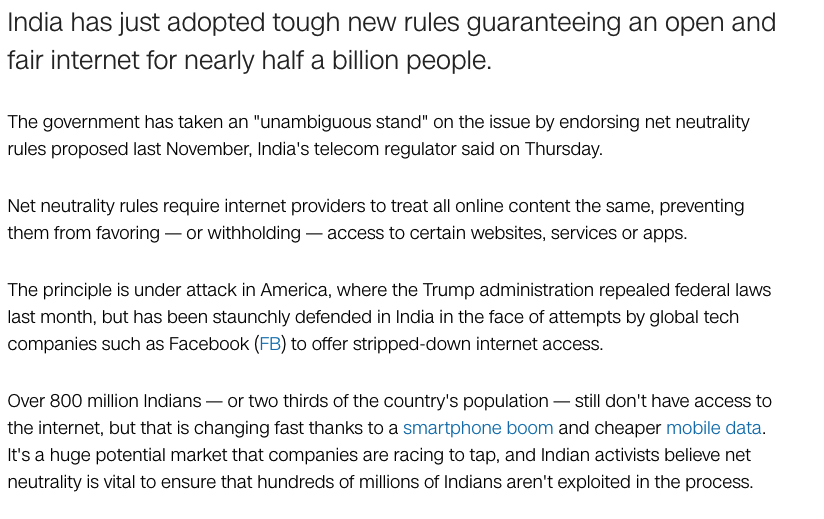 India has just adopted tough new rules guaranteeing an open and
fair internet for nearly half a billion people.
The government has taken an "unambiguous stand" on the issue by endorsing net neutrality
rules proposed last November, India's telecom regulator said on Thursday.
Net neutrality rules require internet providers to treat all online content the same, preventing
them from favoring — or withholding — access to certain websites, services or apps.
The principle is under attack in America, where the Trump administration repealed federal laws
last month, but has been staunchly defended in India in the face of attempts by global tech
companies such as Facebook (FB) to offer stripped-down internet access.
Over 800 million Indians — or two thirds of the country's population — still don't have access to
the internet, but that is changing fast thanks to a smartphone boom and cheaper mobile data.
It's a huge potential market that companies are racing to tap, and Indian activists believe net
neutrality is vital to ensure that hundreds of millions of Indians aren't exploited in the process.